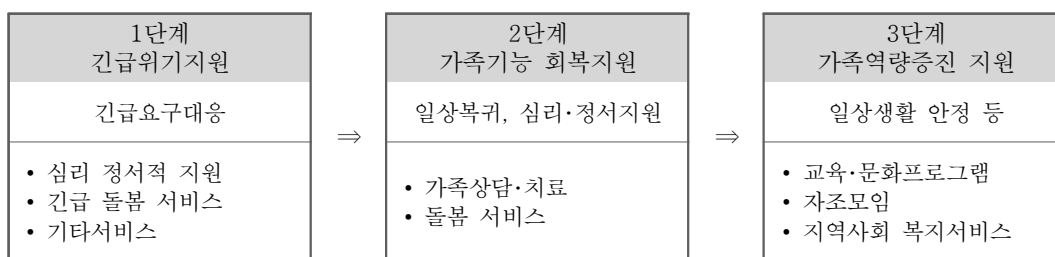 1단계
긴급위기지원
긴급요구대응
• 심리 정서적 지원
• 긴급 돌봄 서비스
• 기타서비스
⇒
2단계
가족기능 회복지원
일상복귀, 심리·정서지원
• 가족상담·치료
• 돌봄 서비스
⇒
3단계
가족역량증진 지원
일상생활 안정 등
• 교육·문화프로그램
• 자조모임
• 지역사회 복지서비스